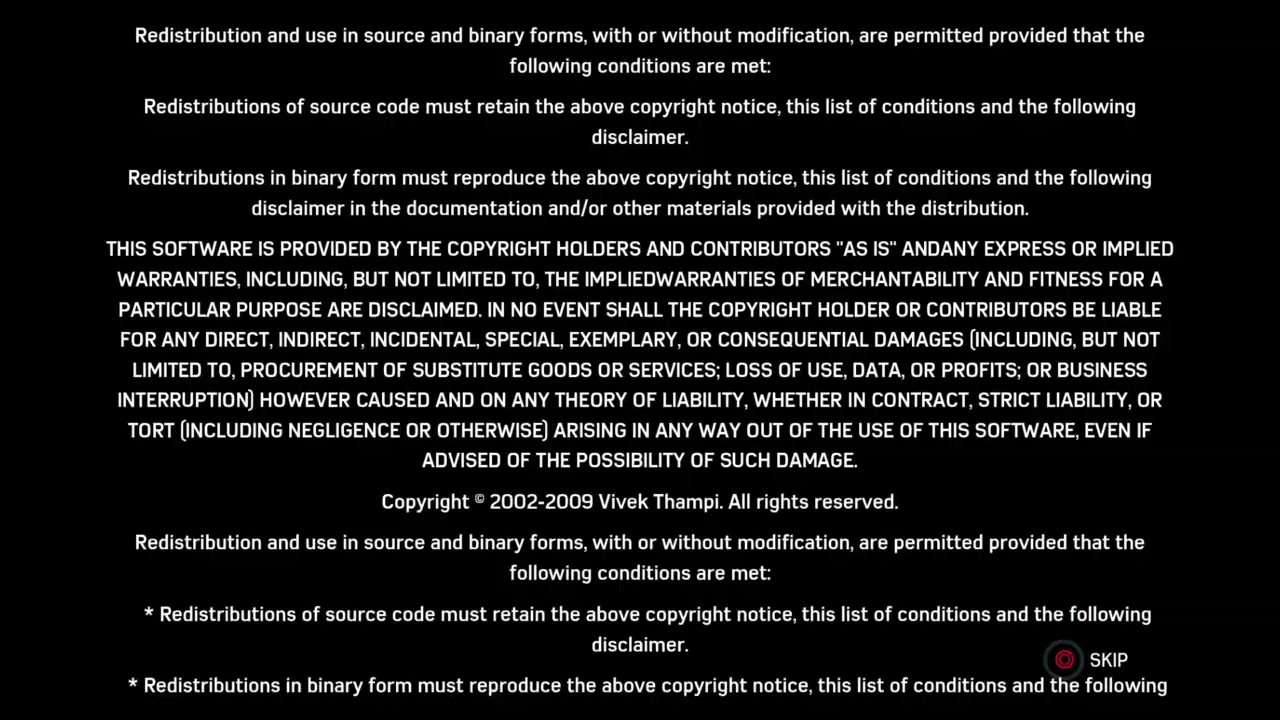 Redistribution and use in source and binary forms, with or without modification, are permitted provided that the
following conditions are met:
Redistributions of source code must retain the above copyright notice, this list of conditions and the following
disclaimer.
Redistributions in binary form must reproduce the above copyright notice, this list of conditions and the following
disclaimer in the documentation and/or other materials provided with the distribution.
THIS SOFTWARE IS PROVIDED BY THE COPYRIGHT HOLDERS AND CONTRIBUTORS "AS IS" ANDANY EXPRESS OR IMPLIED
WARRANTIES, INCLUDING, BUT NOT LIMITED TO, THE IMPLIEDWARRANTIES OF MERCHANTABILITY AND FITNESS FOR A
PARTICULAR PURPOSE ARE DISCLAIMED. IN NO EVENT SHALL THE COPYRIGHT HOLDER OR CONTRIBUTORS BE LIABLE
FOR ANY DIRECT, INDIRECT, INCIDENTAL, SPECIAL, EXEMPLARY, OR CONSEQUENTIAL DAMAGES (INCLUDING, BUT NOT
LIMITED TO, PROCUREMENT OF SUBSTITUTE GOODS OR SERVICES; LOSS OF USE, DATA, OR PROFITS; OR BUSINESS
INTERRUPTION) HOWEVER CAUSED AND ON ANY THEORY OF LIABILITY, WHETHER IN CONTRACT, STRICT LIABILITY, OR
TORT (INCLUDING NEGLIGENCE OR OTHERWISE) ARISING IN ANY WAY OUT OF THE USE OF THIS SOFTWARE, EVEN IF
ADVISED OF THE POSSIBILITY OF SUCH DAMAGE.
Copyright © 2002-2009 Vivek Thampi. All rights reserved.
Redistribution and use in source and binary forms, with or without modification, are permitted provided that the
following conditions are met:
* Redistributions of source code must retain the above copyright notice, this list of conditions and the following
disclaimer.
SKIP
* Redistributions in binary form must reproduce the above copyright notice, this list of conditions and the following